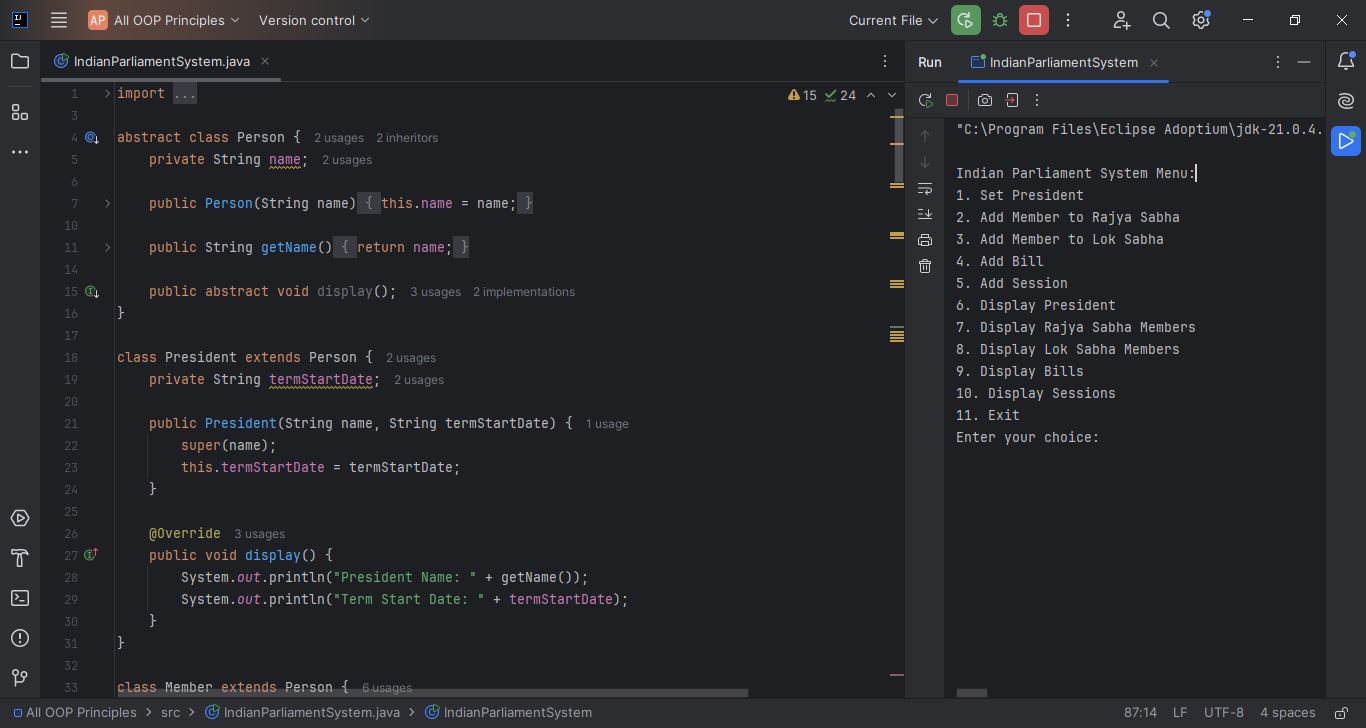 AP All OOP Principles Version control Current File
IndianParliamentSystem.java
15 24
1 import ...
3
4 abstract class Person { 2 usages 2 inheritors
5 private String name; 2 usages
6
7 public Person(String name) { this.name = name; }
10
11 public String getName() { return name; }
14
15 public abstract void display(); 3 usages 2 implementations
16 }
17
18 class President extends Person { 2 usages
19 private String termStartDate; 2 usages
20
21 public President(String name, String termStartDate) { 1 usage
22 super(name);
23 this.termStartDate = termStartDate;
24 }
25
26 @Override 3 usages
27 public void display() {
28 System.out.println("President Name: " + getName());
29 System.out.println("Term Start Date: " + termStartDate);
30 }
31 }
32
33 class Member extends Person { 6 usages
Run IndianParliamentSystem
"C:\Program Files\Eclipse Adoptium\jdk-21.0.4.
Indian Parliament System Menu:
1. Set President
2. Add Member to Rajya Sabha
3. Add Member to Lok Sabha
4. Add Bill
5. Add Session
6. Display President
7. Display Rajya Sabha Members
8. Display Lok Sabha Members
9. Display Bills
10. Display Sessions
11. Exit
Enter your choice:
All OOP Principles > src > IndianParliamentSystem.java > IndianParliamentSystem
87:14 LF UTF-8 4 spaces